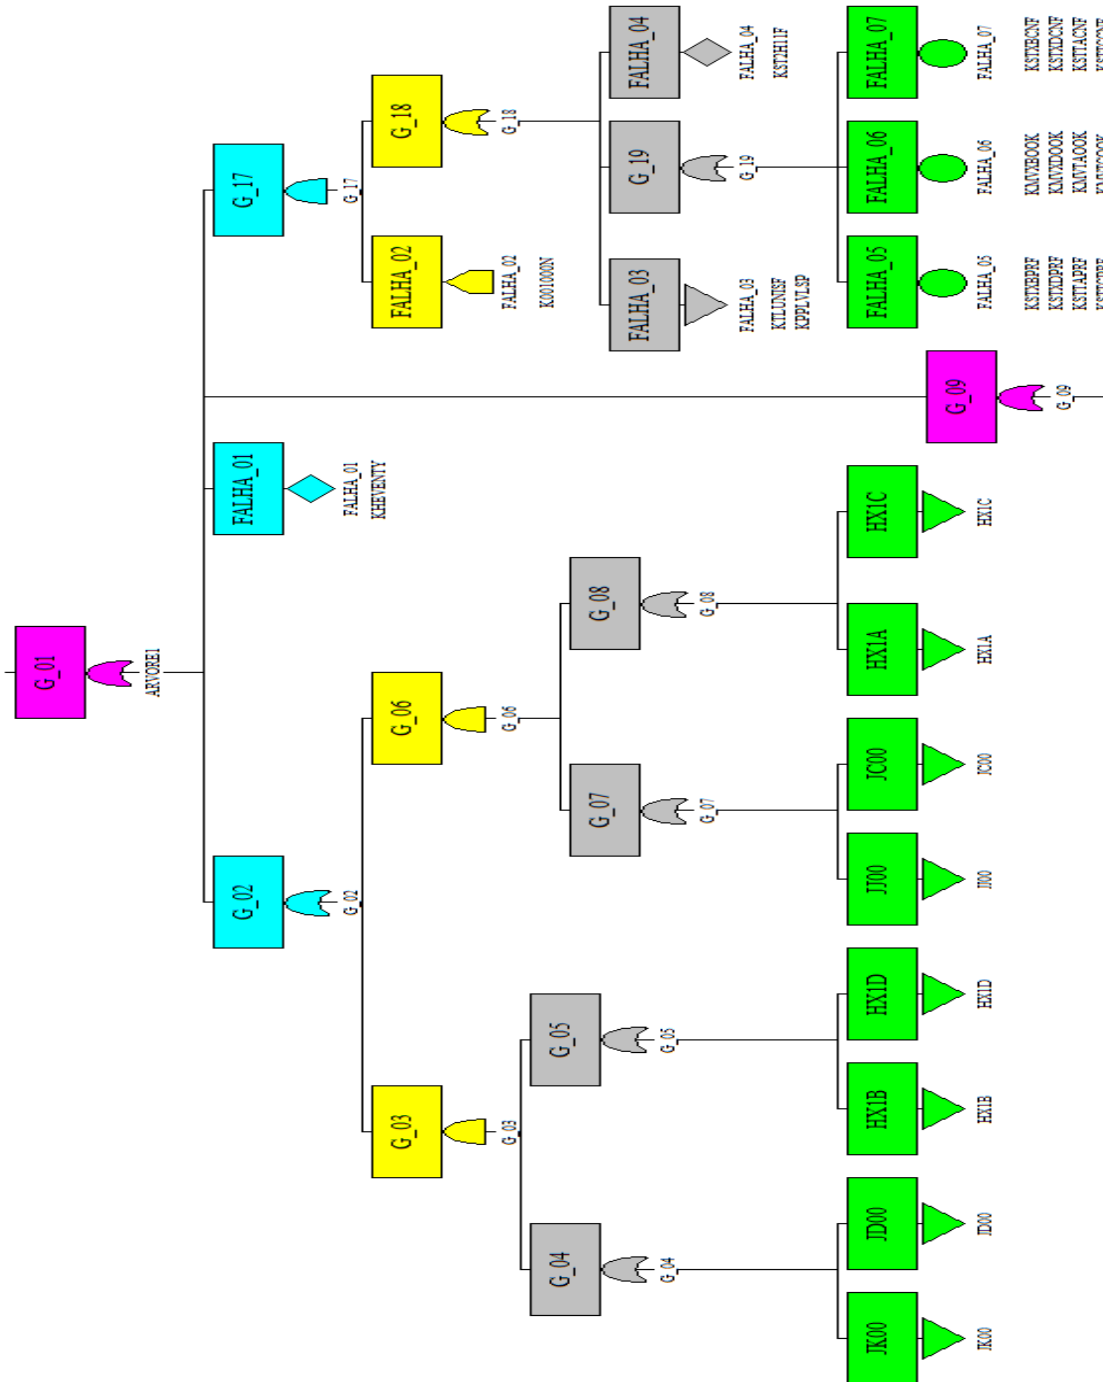 G_01
ARVORE1
G_02
G_02
FALHA_01
FALHA_01
KHEVENTY
G_17
G_17
G_03
G_03
G_06
G_06
FALHA_02
FALHA_02
K001000N
G_18
G_18
G_04
G_04
G_05
G_05
G_07
G_07
G_08
G_08
FALHA_03
FALHA_03
KTLUNISF
KPPLVLSP
G_19
G_19
FALHA_04
FALHA_04
KST2H11F
JK00
JK00
JD00
JD00
HX1B
HX1B
HX1D
HX1D
JJ00
JJ00
JC00
JC00
HX1A
HX1A
HX1C
HX1C
G_09
G_09
FALHA_05
FALHA_05
KSTXBPRF
KSTXDPRF
KSTTAPRF
FALHA_06
FALHA_06
KMVXBOOK
KMVXDOOK
KMVTAOOK
FALHA_07
FALHA_07
KSTXBCNF
KSTXDCNF
KSTTACNF